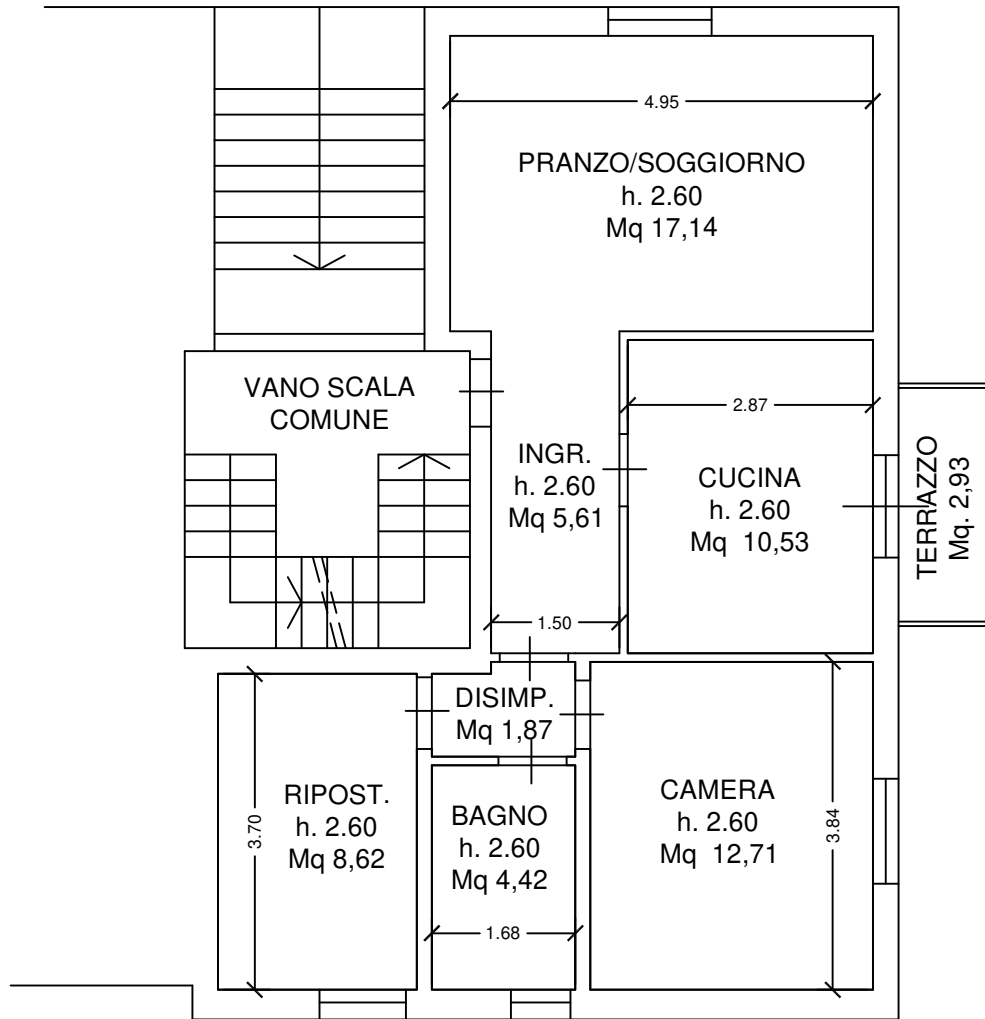 4.95
PRANZO/SOGGIORNO
h. 2.60
Mq 17,14
VANO SCALA
COMUNE
2.87
INGR.
h. 2.60
Mq 5,61
CUCINA
h. 2.60
Mq 10,53
TERRAZZO
Mq. 2,93
1.50
DISIMP.
Mq 1,87
RIPOST.
h. 2.60
Mq 8,62
3.70
BAGNO
h. 2.60
Mq 4,42
1.68
CAMERA
h. 2.60
Mq 12,71
3.84